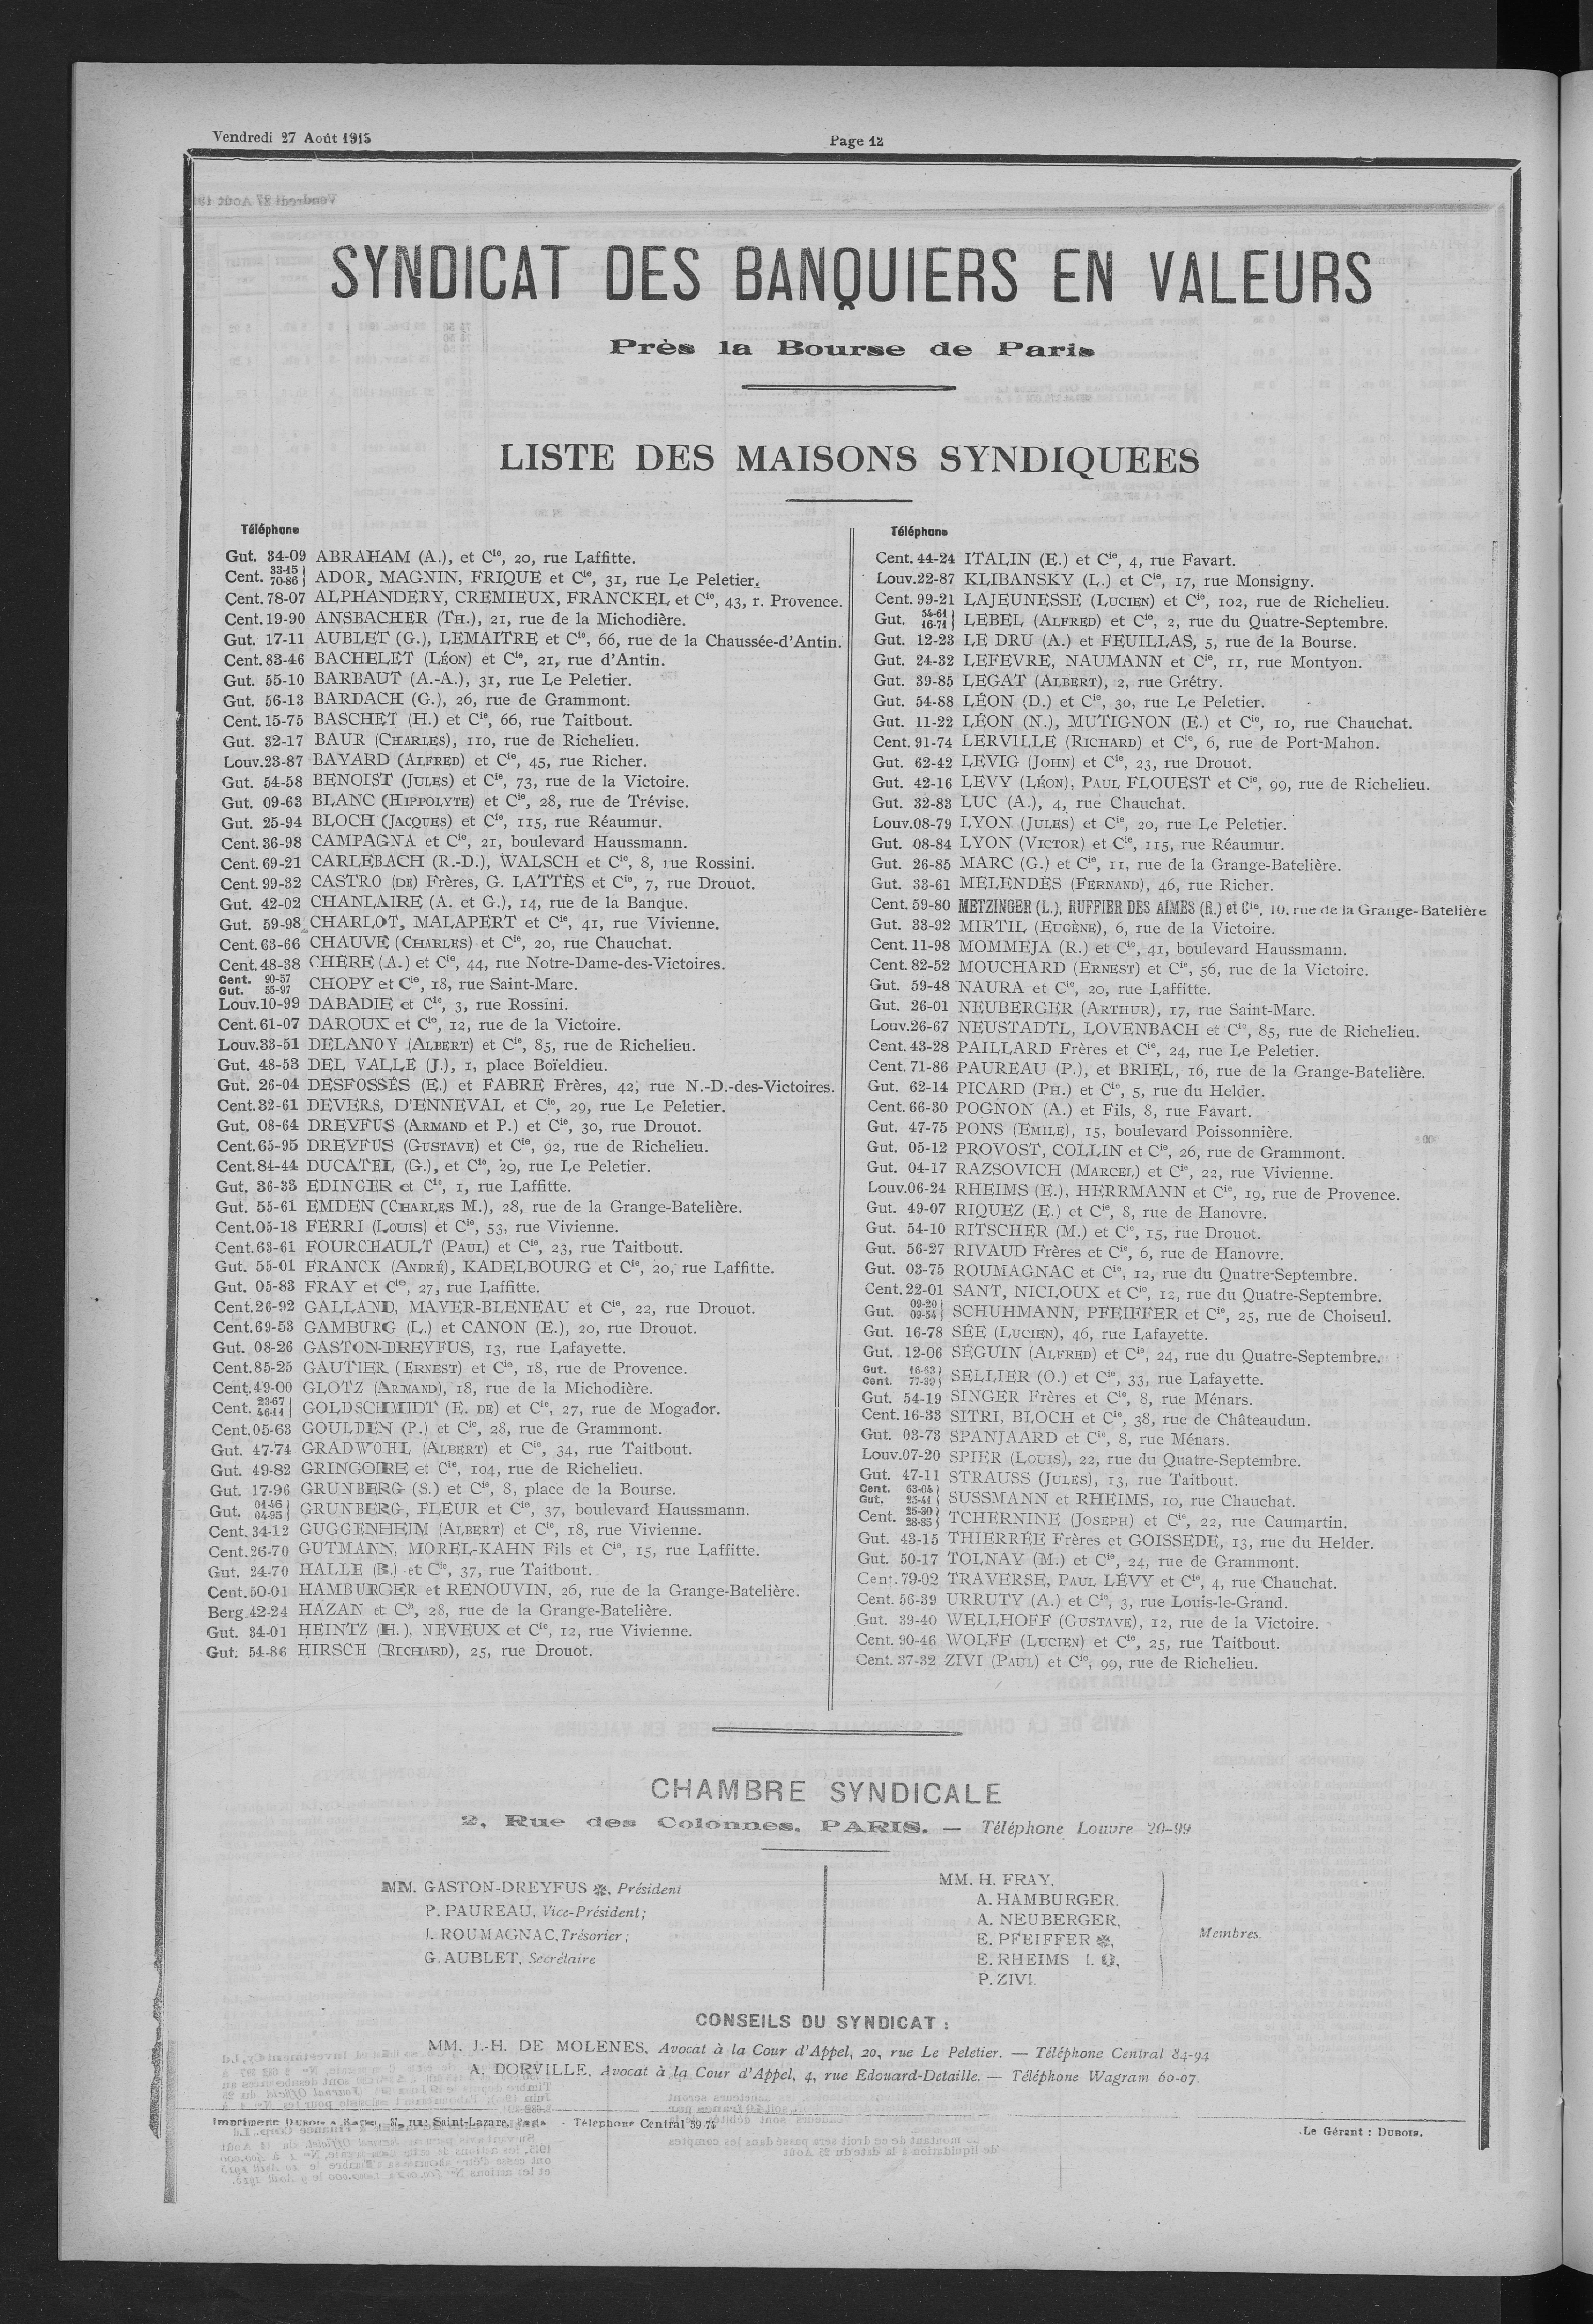 Vendredi 27 Août 1915
Page 12
SYNDICAT DES BANQUIERS EN VALEURS
Près la Bourse de Paris
LISTE DES MAISONS SYNDIQUEES
Téléphone
Gut. 34-09 ABRAHAM (A.), et Cie, 20, rue Laffitte.
Cent. 33-15 70-86 } ADOR, MAGNIN, FRIQUE et Cie, 31, rue Le Peletier.
Cent. 78-07 ALPHANDERY, CREMIEUX, FRANCKEL et Cie, 43, r. Provence.
Cent. 19-90 ANSBACHER (TH.), 21, rue de la Michodière.
Gut. 17-11 AUBLET (G.), LEMAITRE et Cie, 66, rue de la Chaussée-d'Antin.
Cent. 83-46 BACHELET (LÉON) et Cie, 21, rue d'Antin.
Gut. 55-10 BARBAUT (A.-A.), 31, rue Le Peletier.
Gut. 56-13 BARDACH (G.), 26, rue de Grammont.
Cent. 15-75 BASCHET (H.) et Cie, 66, rue Taitbout.
Gut. 32-17 BAUR (CHARLES), 110, rue de Richelieu.
Louv. 23-87 BAYARD (ALFRED) et Cie, 45, rue Richer.
Gut. 54-58 BENOIST (JULES) et Cie, 73, rue de la Victoire.
Gut. 09-63 BLANC (HIPPOLYTE) et Cie, 28, rue de Trévise.
Gut. 25-94 BLOCH (JACQUES) et Cie, 115, rue Réaumur.
Cent. 36-98 CAMPAGNA et Cie, 21, boulevard Haussmann.
Cent. 69-21 CARLEBACH (R.-D.), WALSCH et Cie, 8, rue Rossini.
Cent. 99-32 CASTRO (DE) Frères, G. LATTÈS et Cie, 7, rue Drouot.
Gut. 42-02 CHANLAIRE (A. et G.), 14, rue de la Banque.
Gut. 59-98 CHARLOT, MALAPERT et Cie, 41, rue Vivienne.
Cent. 63-66 CHAUVE (CHARLES) et Cie, 20, rue Chauchat.
Cent. 48-38 CHÈRE (A.) et Cie, 44, rue Notre-Dame-des-Victoires.
Cent. 90-57 Gut. 55-97 CHOPY et Cie, 18, rue Saint-Marc.
Louv. 10-99 DABADIE et Cie, 3, rue Rossini.
Cent. 61-07 DAROUX et Cie, 12, rue de la Victoire.
Louv. 33-51 DELANOY (ALBERT) et Cie, 85, rue de Richelieu.
Gut. 48-53 DEL VALLE (J.), 1, place Boïeldieu.
Gut. 26-04 DESFOSSÉS (E.) et FABRE Frères, 42, rue N.-D.-des-Victoires.
Cent. 32-61 DEVERS, D'ENNEVAL et Cie, 29, rue Le Peletier.
Gut. 08-64 DREYFUS (ARMAND et P.) et Cie, 30, rue Drouot.
Cent. 65-95 DREYFUS (GUSTAVE) et Cie, 92, rue de Richelieu.
Cent. 84-44 DUCATEL (G.), et Cie, 29, rue Le Peletier.
Gut. 36-33 EDINGER et Cie, 1, rue Laffitte.
Gut. 55-61 EMDEN (CHARLES M.), 28, rue de la Grange-Batelière.
Cent. 05-18 FERRI (LOUIS) et Cie, 53, rue Vivienne.
Cent. 63-61 FOURCHAULT (PAUL) et Cie, 23, rue Taitbout.
Gut. 55-01 FRANCK (ANDRÉ), KADELBOURG et Cie, 20, rue Laffitte.
Gut. 05-83 FRAY et Cie, 27, rue Laffitte.
Cent. 26-92 GALLAND, MAYER-BLENEAU et Cie, 22, rue Drouot.
Cent. 69-53 GAMBURG (L.) et CANON (E.), 20, rue Drouot.
Gut. 08-26 GASTON-DREYFUS, 13, rue Lafayette.
Cent. 85-25 GAUTIER (ERNEST) et Cie, 18, rue de Provence.
Cent. 49-00 GLOTZ (ARMAND), 18, rue de la Michodière.
Cent. 23-67 46-14 } GOLDSCHMIDT (E. DE) et Cie, 27, rue de Mogador.
Cent. 05-63 GOULDEN (P.) et Cie, 28, rue de Grammont.
Gut. 47-74 GRADWOHL (ALBERT) et Cie, 34, rue Taitbout.
Gut. 49-82 GRINGOIRE et Cie, 104, rue de Richelieu.
Gut. 17-96 GRUNBERG (S.) et Cie, 8, place de la Bourse.
Gut. 04-46 04-95 } GRUNBERG, FLEUR et Cie, 37, boulevard Haussmann.
Cent. 34-12 GUGGENHEIM (ALBERT) et Cie, 18, rue Vivienne.
Cent. 26-70 GUTMANN, MOREL-KAHN Fils et Cie, 15, rue Laffitte.
Gut. 24-70 HALLE (B.) et Cie, 37, rue Taitbout.
Cent. 50-01 HAMBURGER et RENOUVIN, 26, rue de la Grange-Batelière.
Berg. 42-24 HAZAN et Cie, 28, rue de la Grange-Batelière.
Gut. 34-01 HEINTZ (H.), NEVEUX et Cie, 12, rue Vivienne.
Gut. 54-86 HIRSCH (RICHARD), 25, rue Drouot.
Téléphone
Cent. 44-24 ITALIN (E.) et Cie, 4, rue Favart.
Louv. 22-87 KLIBANSKY (L.) et Cie, 17, rue Monsigny.
Cent. 99-21 LAJEUNESSE (LUCIEN) et Cie, 102, rue de Richelieu.
Gut. 54-61 16-71 } LEBEL (ALFRED) et Cie, 2, rue du Quatre-Septembre.
Gut. 12-23 LE DRU (A.) et FEUILLAS, 5, rue de la Bourse.
Gut. 24-32 LEFEVRE, NAUMANN et Cie, 11, rue Montyon.
Gut. 39-85 LEGAT (ALBERT), 2, rue Grétry.
Gut. 54-88 LÉON (D.) et Cie, 30, rue Le Peletier.
Gut. 11-22 LÉON (N.), MUTIGNON (E.) et Cie, 10, rue Chauchat.
Cent. 91-74 LERVILLE (RICHARD) et Cie, 6, rue de Port-Mahon.
Gut. 62-42 LEVIG (JOHN) et Cie, 23, rue Drouot.
Gut. 42-16 LEVY (LÉON), PAUL FLOUEST et Cie, 99, rue de Richelieu.
Gut. 32-83 LUC (A.), 4, rue Chauchat.
Louv. 08-79 LYON (JULES) et Cie, 20, rue Le Peletier.
Gut. 08-84 LYON (VICTOR) et Cie, 115, rue Réaumur.
Gut. 26-85 MARC (G.) et Cie, 11, rue de la Grange-Batelière.
Gut. 33-61 MÉLENDÈS (FERNAND), 46, rue Richer.
Cent. 59-80 METZINGER (L.), RUFFIER DES AIMES (R.) et Cie, 10, rue de la Grange-Batelière
Gut. 33-92 MIRTIL (EUGÈNE), 6, rue de la Victoire.
Cent. 11-98 MOMMEJA (R.) et Cie, 41, boulevard Haussmann.
Cent. 82-52 MOUCHARD (ERNEST) et Cie, 56, rue de la Victoire.
Gut. 59-48 NAURA et Cie, 20, rue Laffitte.
Gut. 26-01 NEUBERGER (ARTHUR), 17, rue Saint-Marc.
Louv. 26-67 NEUSTADTL, LOVENBACH et Cie, 85, rue de Richelieu.
Cent. 43-28 PAILLARD Frères et Cie, 24, rue Le Peletier.
Cent. 71-86 PAUREAU (P.), et BRIEL, 16, rue de la Grange-Batelière.
Gut. 62-14 PICARD (PH.) et Cie, 5, rue du Helder.
Cent. 66-30 POGNON (A.) et Fils, 8, rue Favart.
Gut. 47-75 PONS (EMILE), 15, boulevard Poissonnière.
Gut. 05-12 PROVOST, COLLIN et Cie, 26, rue de Grammont.
Gut. 04-17 RAZSOVICH (MARCEL) et Cie, 22, rue Vivienne.
Louv. 06-24 RHEIMS (E.), HERRMANN et Cie, 19, rue de Provence.
Gut. 49-07 RIQUEZ (E.) et Cie, 8, rue de Hanovre.
Gut. 54-10 RITSCHER (M.) et Cie, 15, rue Drouot.
Gut. 56-27 RIVAUD Frères et Cie, 6, rue de Hanovre.
Gut. 03-75 ROUMAGNAC et Cie, 12, rue du Quatre-Septembre.
Cent. 22-01 SANT, NICLOUX et Cie, 12, rue du Quatre-Septembre.
Gut. 09-20 09-54 } SCHUHMANN, PFEIFFER et Cie, 25, rue de Choiseul.
Gut. 16-78 SÉE (LUCIEN), 46, rue Lafayette.
Gut. 12-06 SÉGUIN (ALFRED) et Cie, 24, rue du Quatre-Septembre.
Gut. 16-63 Cent. 77-39 } SELLIER (O.) et Cie, 33, rue Lafayette.
Gut. 54-19 SINGER Frères et Cie, 8, rue Ménars.
Cent. 16-33 SITRI, BLOCH et Cie, 38, rue de Châteaudun.
Gut. 03-73 SPANJAARD et Cie, 8, rue Ménars.
Louv. 07-20 SPIER (LOUIS), 22, rue du Quatre-Septembre.
Gut. 47-11 STRAUSS (JULES), 13, rue Taitbout.
Cent. 63-04 Gut. 25-41 } SUSSMANN et RHEIMS, 10, rue Chauchat.
Cent. 25-30 28-85 } TCHERNINE (JOSEPH) et Cie, 22, rue Caumartin.
Gut. 43-15 THIERRÉE Frères et GOISSEDE, 13, rue du Helder.
Gut. 50-17 TOLNAY (M.) et Cie, 24, rue de Grammont.
Cent. 79-02 TRAVERSE, PAUL LÉVY et Cie, 4, rue Chauchat.
Cent. 56-39 URRUTY (A.) et Cie, 3, rue Louis-le-Grand.
Gut. 39-40 WELLHOFF (GUSTAVE), 12, rue de la Victoire.
Cent. 90-46 WOLFF (LUCIEN) et Cie, 25, rue Taitbout.
Cent. 37-32 ZIVI (PAUL) et Cie, 99, rue de Richelieu.
CHAMBRE SYNDICALE
2, Rue des Colonnes, PARIS. — Téléphone Louvre 20-99
MM. GASTON-DREYFUS ✠, Président
P. PAUREAU, Vice-Président;
J. ROUMAGNAC, Trésorier;
G. AUBLET, Secrétaire
MM. H. FRAY.
A. HAMBURGER.
A. NEUBERGER,
E. PFEIFFER ✠,
E. RHEIMS I. Q,
P. ZIVI.
Membres.
CONSEILS DU SYNDICAT :
MM. J.-H. DE MOLENES, Avocat à la Cour d'Appel, 20, rue Le Peletier. — Téléphone Central 84-94
A. DORVILLE, Avocat à la Cour d'Appel, 4, rue Edouard-Detaille. — Téléphone Wagram 60-07.
Imprimerie rue Saint-Lazare, Paris - Téléphone Central 39-74
Le Gérant : DUBOIS.